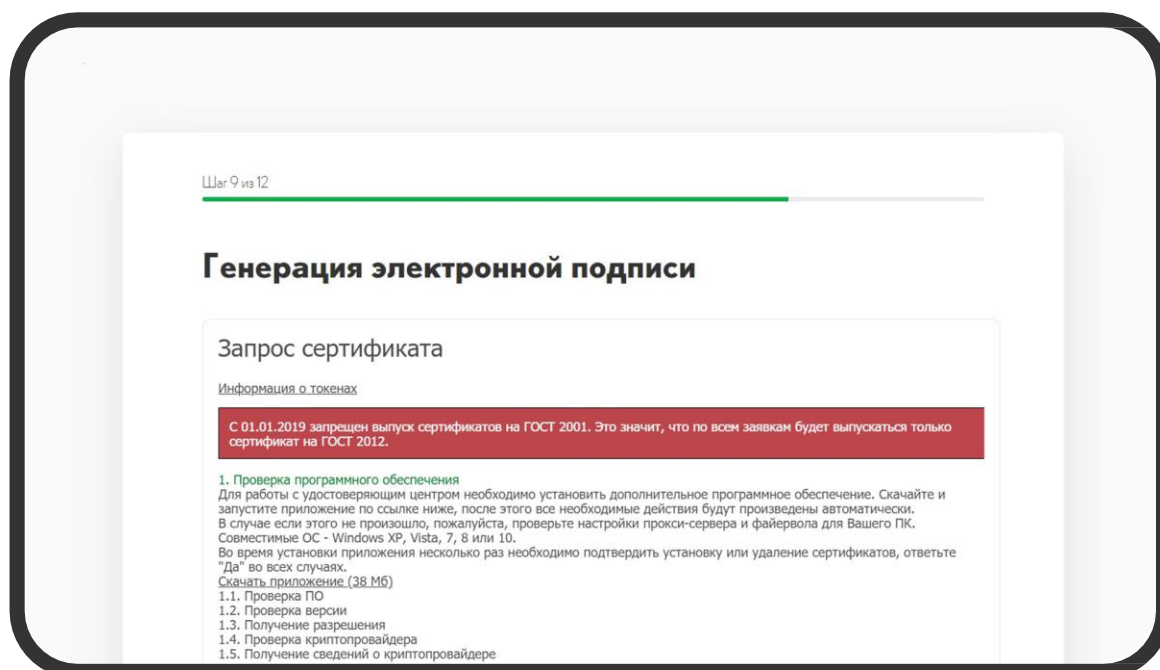 Шаг 9 из 12
Генерация электронной подписи
Запрос сертификата
Информация о токенах
С 01.01.2019 запрещен выпуск сертификатов на ГОСТ 2001. Это значит, что по всем заявкам будет выпускаться только
сертификат на ГОСТ 2012.
1. Проверка программного обеспечения
Для работы с удостоверяющим центром необходимо установить дополнительное программное обеспечение. Скачайте и
запустите приложение по ссылке ниже, после этого все необходимые действия будут произведены автоматически.
В случае если этого не произошло, пожалуйста, проверьте настройки прокси-сервера и файервола для Вашего ПК.
Совместимые ОС - Windows XP, Vista, 7, 8 или 10.
Во время установки приложения несколько раз необходимо подтвердить установку или удаление сертификатов, ответьте
"Да" во всех случаях.
Скачать приложение (38 Мб)
1.1. Проверка ПО
1.2. Проверка версии
1.3. Получение разрешения
1.4. Проверка криптопровайдера
1.5. Получение сведений о криптопровайдере